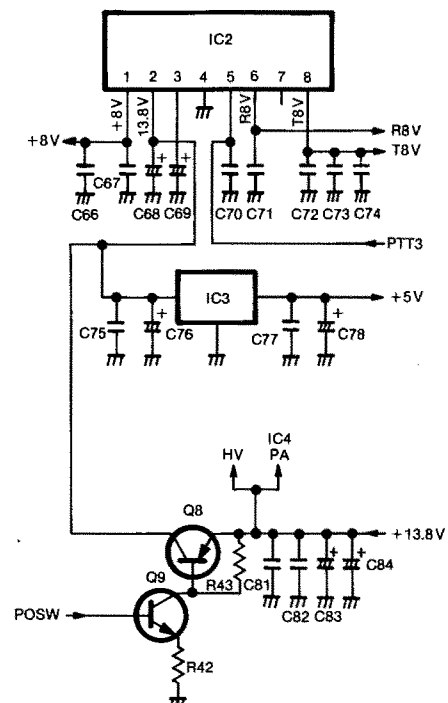 IC2
1 2 3 4 5 6 7 8
+8V 13.8V R8V T8V
+8V
R8V
T8V
C66 C67 C68 C69 C70 C71 C72 C73 C74
PTT3
IC3
+5V
+ +
C75 C76 C77 C78
IC4
HV PA
Q8
+13.8V
R43 C81 C82 C83 C84
Q9
POSW
R42